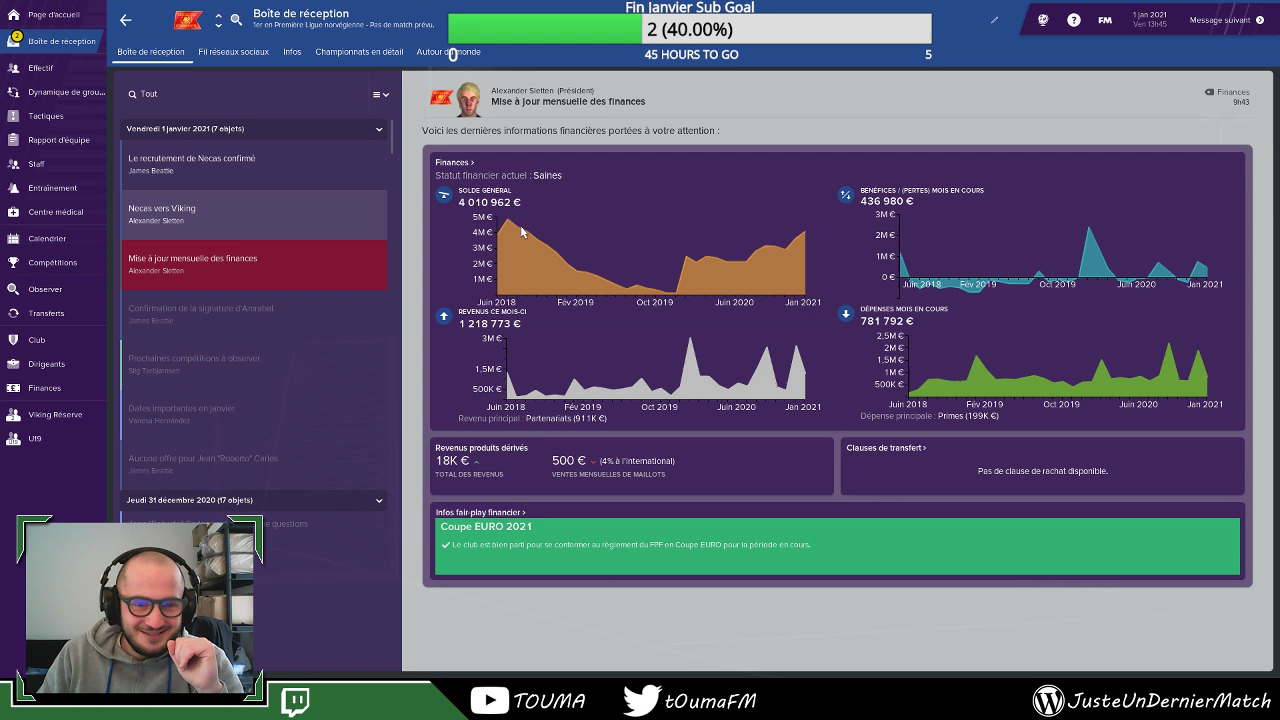 Page d'accueil
2
Boîte de réception
Effectif
Dynamique de grou...
Tactiques
Rapport d'équipe
Staff
Entraînement
Centre médical
Calendrier
Compétitions
Observer
Transferts
Club
Dirigeants
Finances
Viking Réserve
U19
Boîte de réception
1er en Première Ligue norvégienne - Pas de match prévu.
Fin Janvier Sub Goal
2 (40.00%)
0
45 HOURS TO GO
5
FM
1 jan 2021
Ven 13h45
Message suivant
Boîte de réception
Fil réseaux sociaux
Infos
Championnats en détail
Autour du monde
Tout
Vendredi 1 janvier 2021 (7 objets)
Le recrutement de Necas confirmé
James Beattie
Necas vers Viking
Alexander Sletten
Mise à jour mensuelle des finances
Alexander Sletten
Confirmation de la signature d'Amrabat
James Beattie
Prochaines compétitions à observer
Stig Torbjørnsen
Dates importantes en janvier
Vanesa Hernández
Aucune offre pour Jean "Roberto" Carlos
James Beattie
Jeudi 31 décembre 2020 (17 objets)
questions
Alexander Sletten (Président)
Mise à jour mensuelle des finances
Finances
9h43
Voici les dernières informations financières portées à votre attention :
Finances >
Statut financier actuel : Saines
SOLDE GÉNÉRAL
4 010 962 €
5M €
4M €
3M €
2M €
1M €
Juin 2018
Fév 2019
Oct 2019
Juin 2020
Jan 2021
BÉNÉFICES / (PERTES) MOIS EN COURS
436 980 €
3M €
2M €
1M €
0 €
Juin 2018
Fév 2019
Oct 2019
Juin 2020
Jan 2021
REVENUS CE MOIS-CI
1 218 773 €
3M €
1,5M €
500K €
Juin 2018
Fév 2019
Oct 2019
Juin 2020
Jan 2021
Revenu principal : Partenariats (911K €)
DÉPENSES MOIS EN COURS
781 792 €
2,5M €
2M €
1,5M €
1M €
500K €
Juin 2018
Fév 2019
Oct 2019
Juin 2020
Jan 2021
Dépense principale : Primes (199K €)
Revenus produits dérivés
18K €
TOTAL DES REVENUS
500 € (4% à l'international)
VENTES MENSUELLES DE MAILLOTS
Clauses de transfert >
Pas de clause de rachat disponible.
Infos fair-play financier >
Coupe EURO 2021
Le club est bien parti pour se conformer au règlement du FPF en Coupe EURO pour la période en cours.
TOUMA
tOumaFM
JusteUnDernierMatch